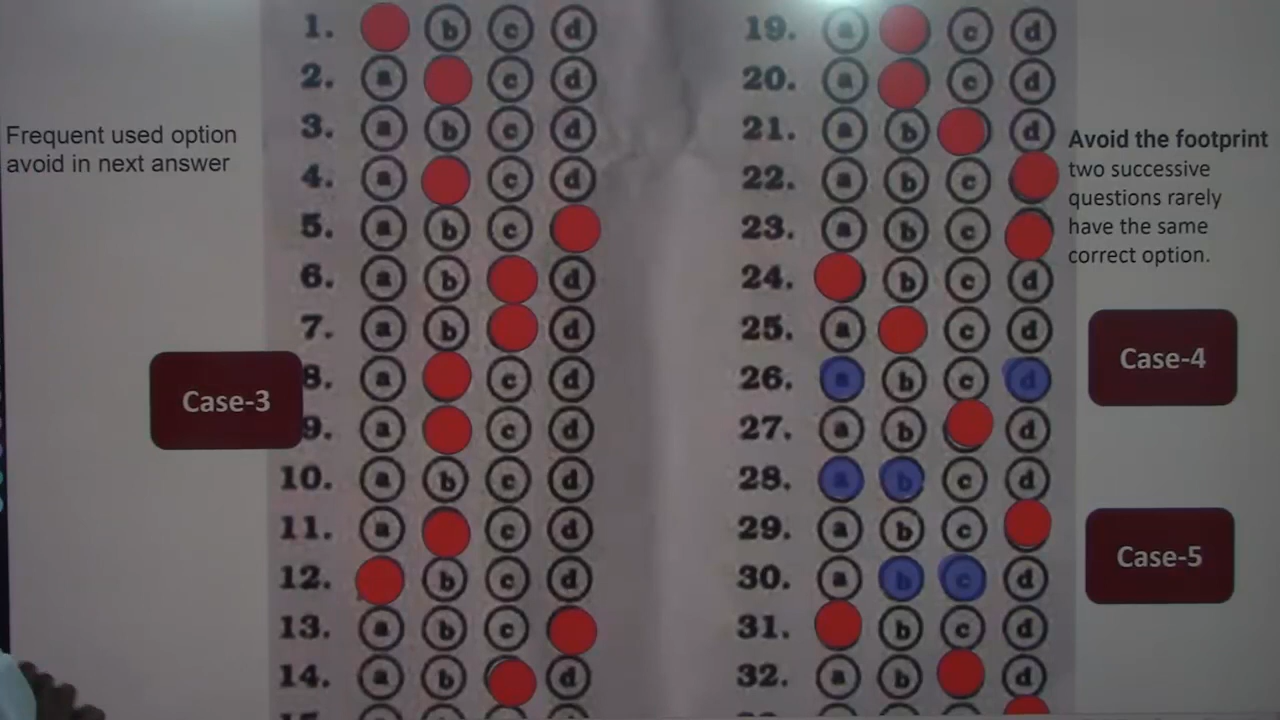 Frequent used option
avoid in next answer
Case-3
1. b c d
2. a c d
3. a b c d
4. a c d
5. a b c
6. a b d
7. a b d
8. a c d
9. a c d
10. a b c d
11. a c d
12. b c d
13. a b c
14. a b d
19. a c d
20. a c d
21. a b d
22. a b c
23. a b c
24. b c d
25. a c d
26. a b c d
27. a b d
28. a b c d
29. a b c
30. a b c d
31. b c d
32. a b d
Avoid the footprint
two successive
questions rarely
have the same
correct option.
Case-4
Case-5